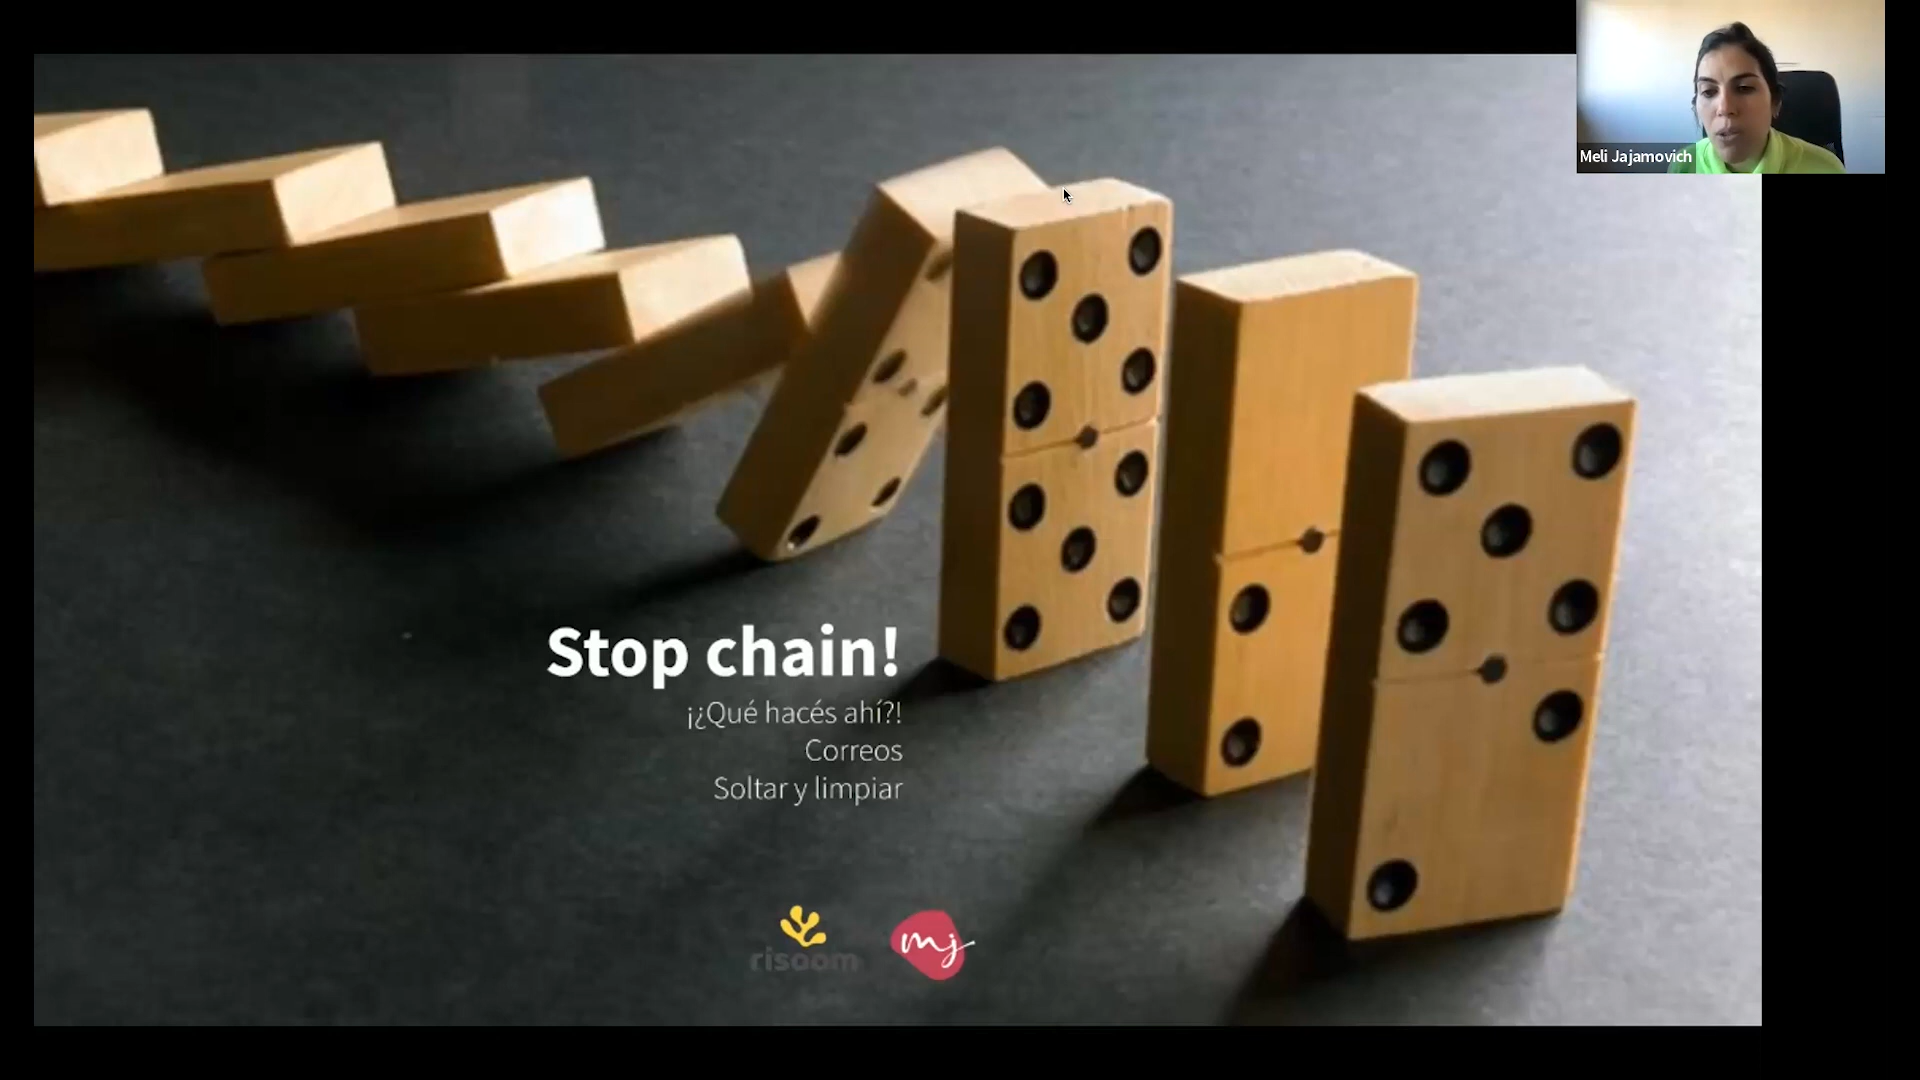 Meli Jajamovich
Stop chain!
¡¿Qué hacés ahí?!
Correos
Soltar y limpiar
risoom
mj